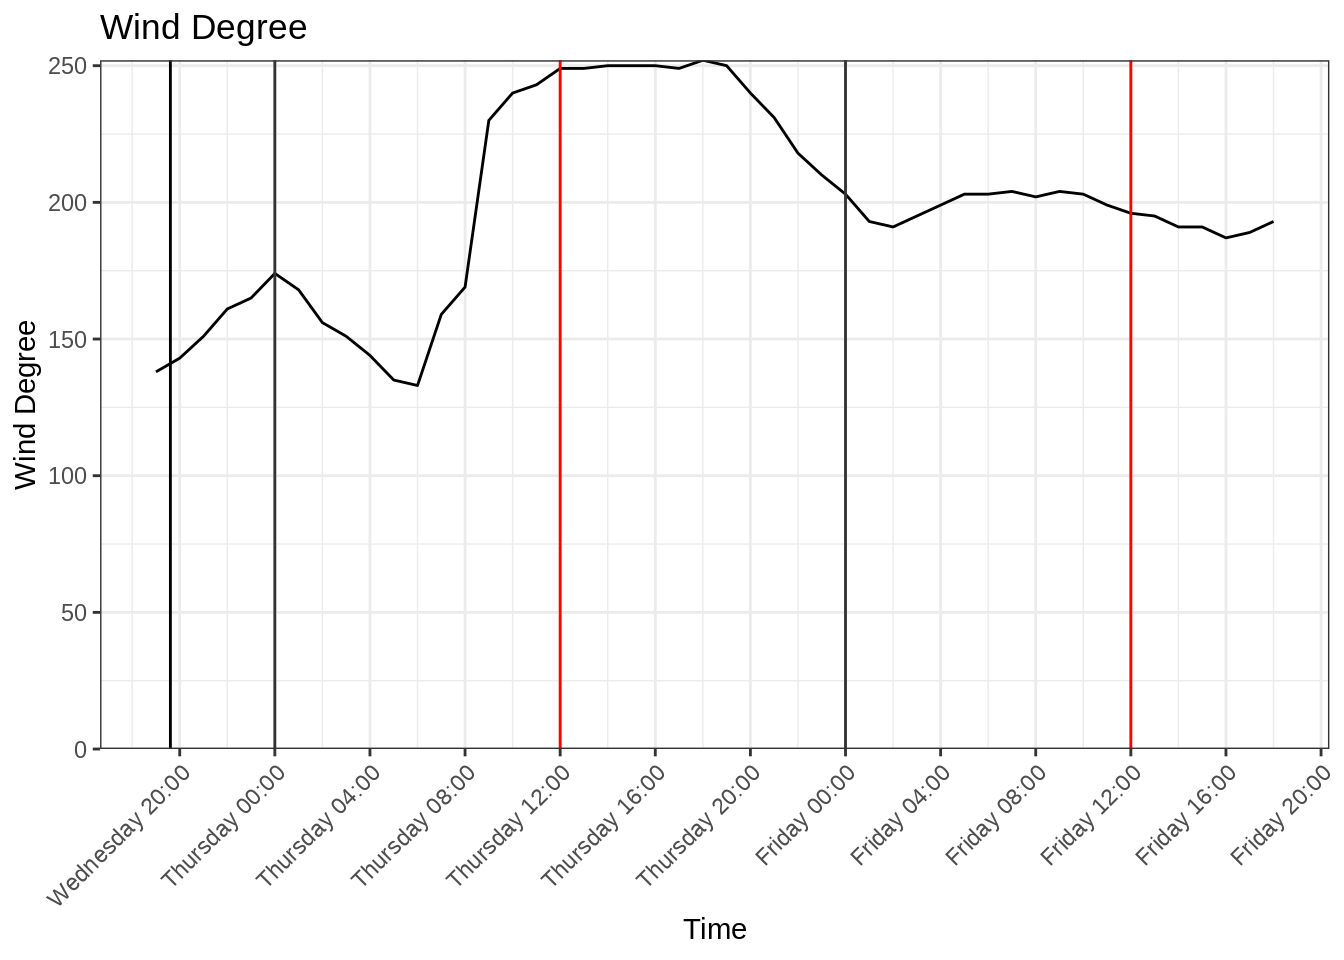 Wind Degree
Wind Degree
250
200
150
100
50
0
Wednesday 20:00
Thursday 00:00
Thursday 04:00
Thursday 08:00
Thursday 12:00
Thursday 16:00
Thursday 20:00
Friday 00:00
Friday 04:00
Friday 08:00
Friday 12:00
Friday 16:00
Friday 20:00
Time